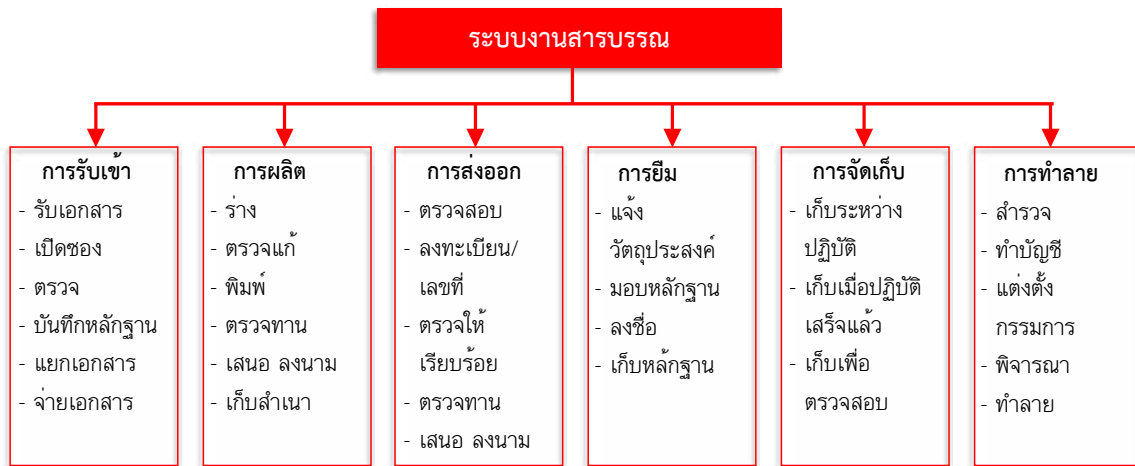 ระบบงานสารบรรณ
การรับเข้า
- รับเอกสาร
- เปิดซอง
- ตรวจ
- บันทึกหลักฐาน
- แยกเอกสาร
- จ่ายเอกสาร
การผลิต
- ร่าง
- ตรวจแก้
- พิมพ์
- ตรวจทาน
- เสนอ ลงนาม
- เก็บสำเนา
การส่งออก
- ตรวจสอบ
- ลงทะเบียน/
เลขที่
- ตรวจให้
เรียบร้อย
- ตรวจทาน
- เสนอ ลงนาม
การยืม
- แจ้ง
วัตถุประสงค์
- มอบหลักฐาน
- ลงชื่อ
- เก็บหลักฐาน
การจัดเก็บ
- เก็บระหว่าง
ปฏิบัติ
- เก็บเมื่อปฏิบัติ
เสร็จแล้ว
- เก็บเพื่อ
ตรวจสอบ
การทำลาย
- สำรวจ
- ทำบัญชี
- แต่งตั้ง
กรรมการ
- พิจารณา
- ทำลาย